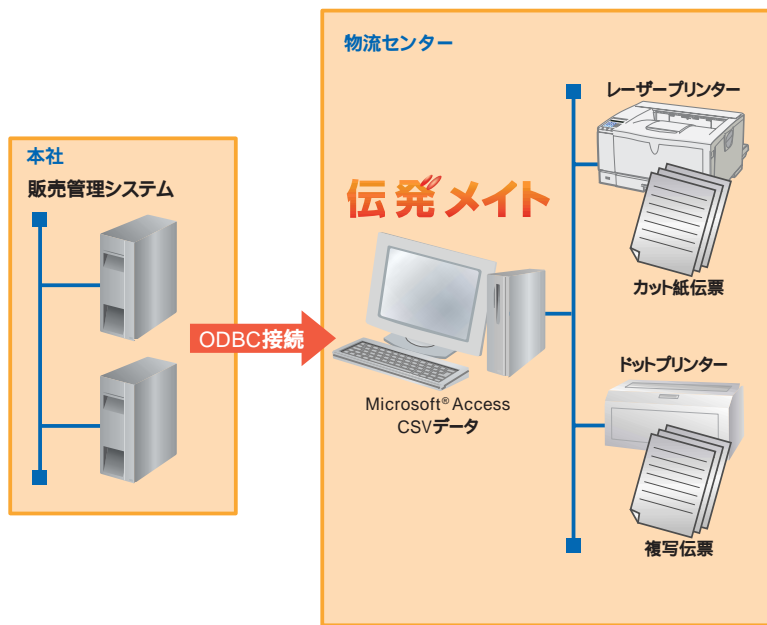 本社
販売管理システム
ODBC接続
物流センター
伝発メイト
Microsoft® Access
CSVデータ
レーザープリンター
カット紙伝票
ドットプリンター
複写伝票